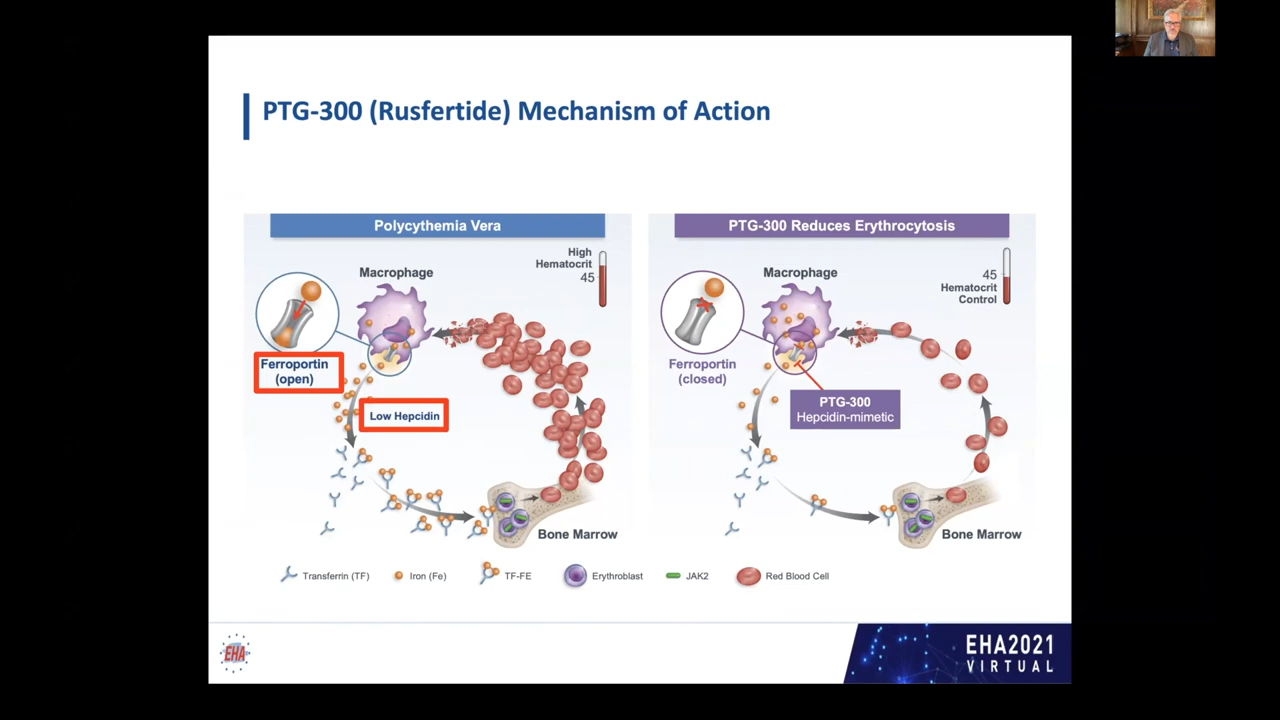 PTG-300 (Rusfertide) Mechanism of Action
Polycythemia Vera
High
Hematocrit
45
Macrophage
Ferroportin
(open)
Low Hepcidin
Bone Marrow
PTG-300 Reduces Erythrocytosis
45
Hematocrit
Control
Macrophage
Ferroportin
(closed)
PTG-300
Hepcidin-mimetic
Bone Marrow
Transferrin (TF)
Iron (Fe)
TF-FE
Erythroblast
JAK2
Red Blood Cell
EHA
EHA2021
VIRTUAL